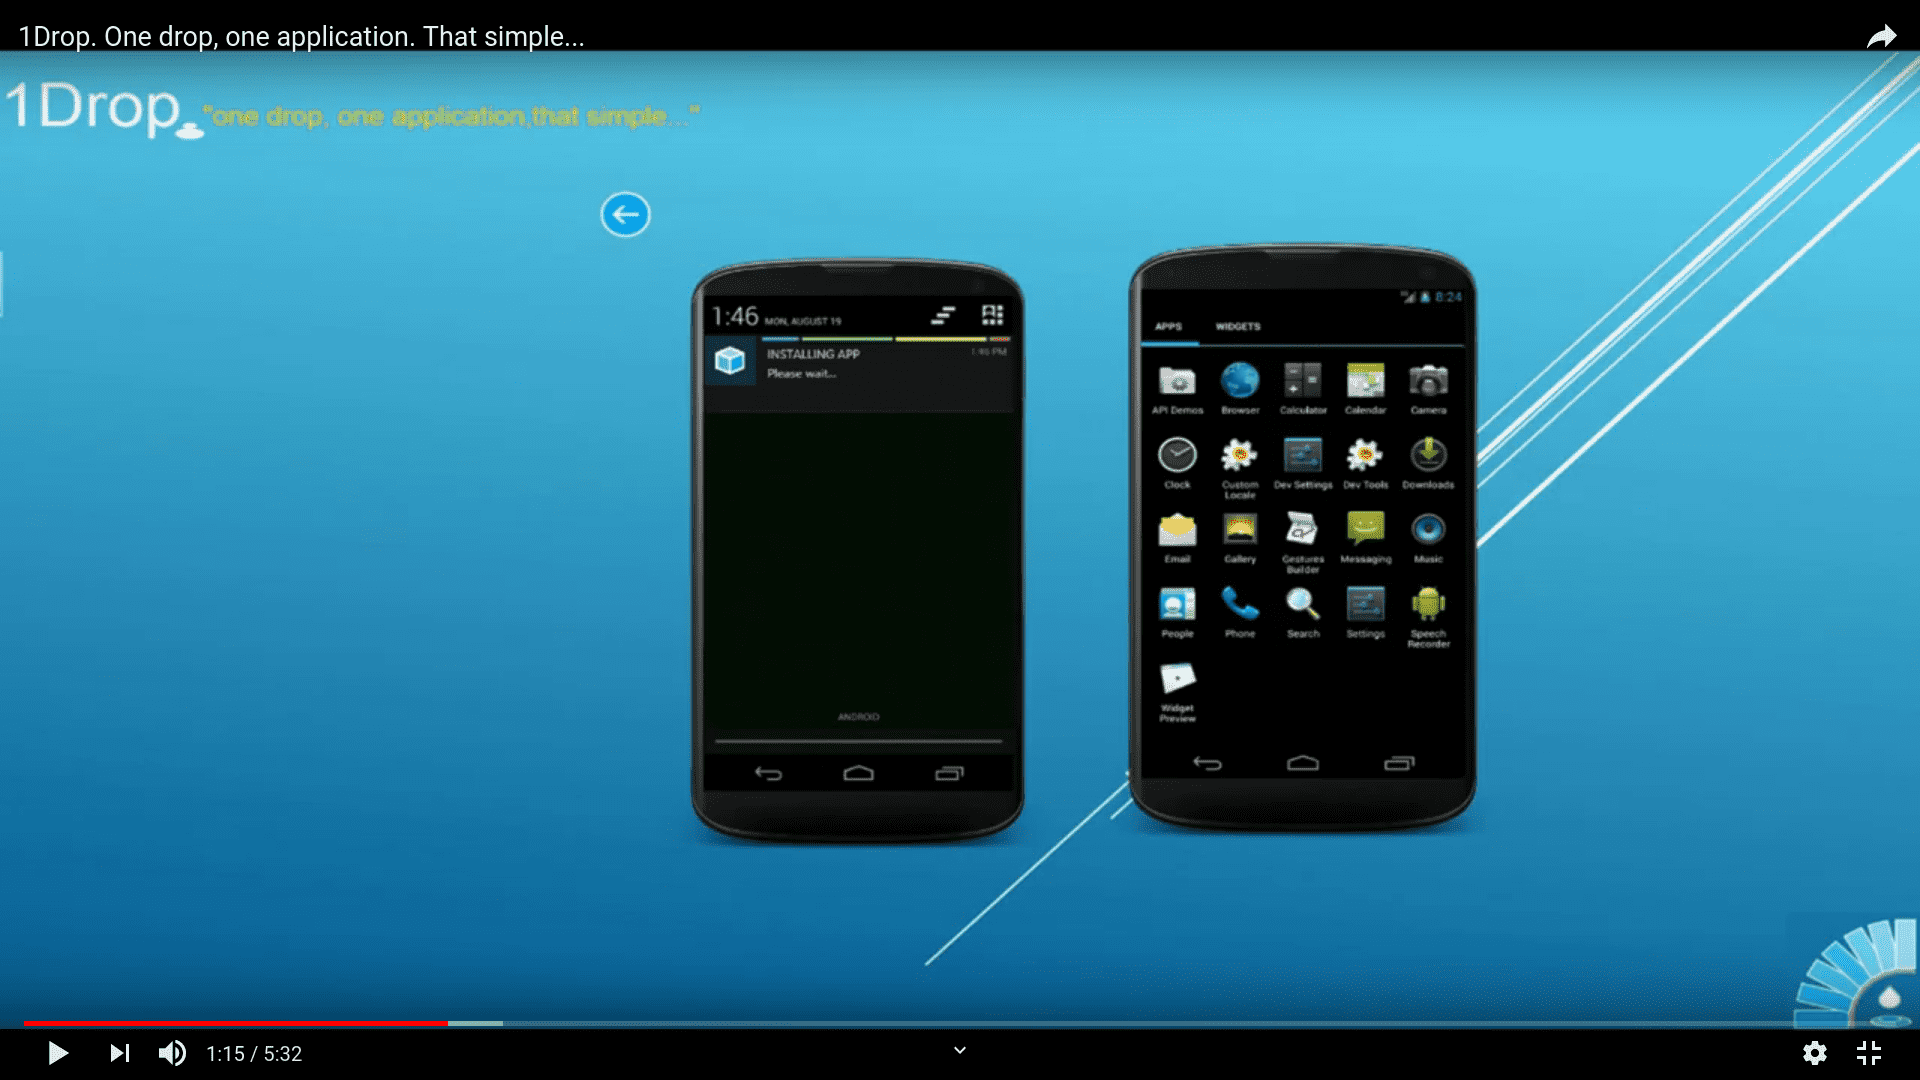 1Drop. One drop, one application. That simple...
1Drop
"one drop, one application,that simple..."
1:46 MON, AUGUST 19
INSTALLING APP 1:46 PM
Please wait...
ANDROID
8:24
APPS WIDGETS
API Demos Browser Calculator Calendar Camera
Clock Custom Locale Dev Settings Dev Tools Downloads
Email Gallery Gestures Builder Messaging Music
People Phone Search Settings Speech Recorder
Widget Preview
1:15 / 5:32